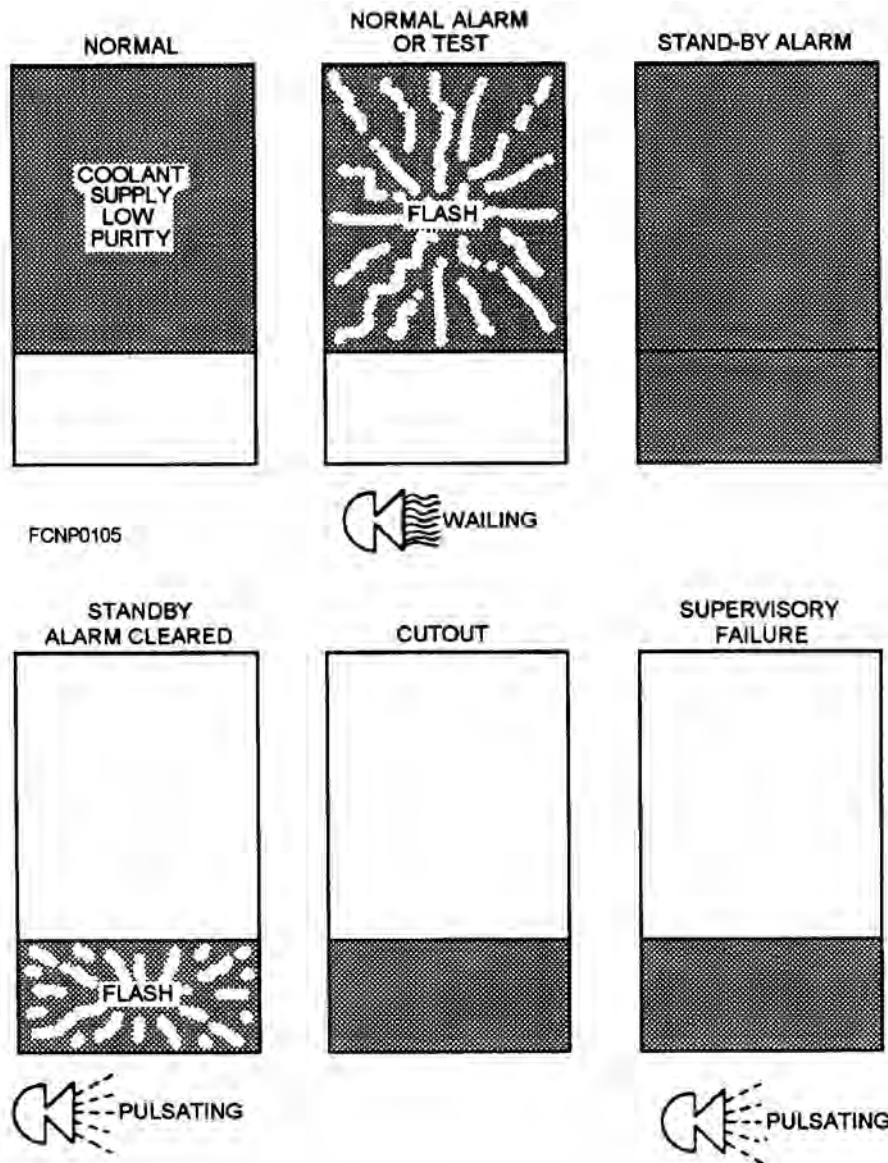 NORMAL
NORMAL ALARM
OR TEST
STAND-BY ALARM
COOLANT
SUPPLY
LOW
PURITY
FLASH
WAILING
FCNP0105
STANDBY
ALARM CLEARED
CUTOUT
SUPERVISORY
FAILURE
FLASH
PULSATING
PULSATING